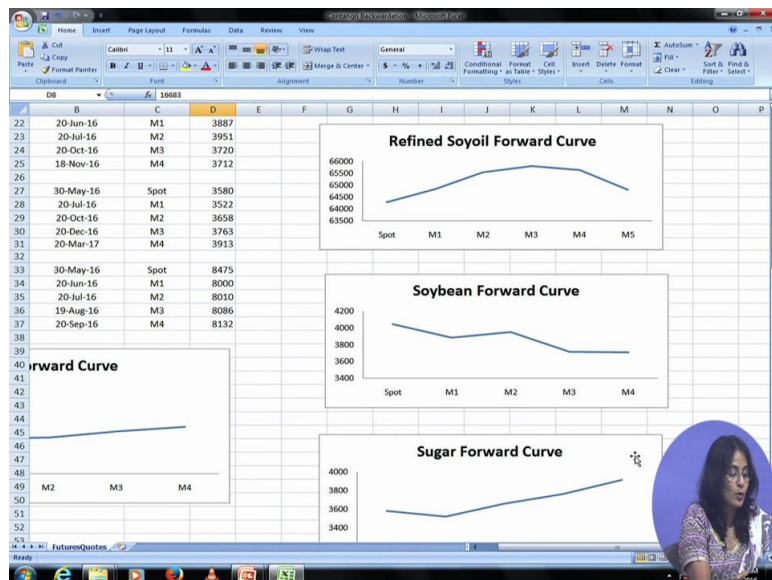 Contango Backwardation - Microsoft Excel
Home Insert Page Layout Formulas Data Review View
Paste
Cut
Copy
Format Painter
Clipboard
Calibri 11
B I U
Font
Wrap Text
Merge & Center
Alignment
General
$ % ,
Number
Conditional Formatting
Format as Table
Cell Styles
Styles
Insert Delete Format
Cells
Σ AutoSum
Fill
Clear
Sort & Filter
Find & Select
Editing
D8 fx 16683
B C D E F G H I J K L M N O P
22 20-Jun-16 M1 3887
23 20-Jul-16 M2 3951
24 20-Oct-16 M3 3720
25 18-Nov-16 M4 3712
26
27 30-May-16 Spot 3580
28 20-Jul-16 M1 3522
29 20-Oct-16 M2 3658
30 20-Dec-16 M3 3763
31 20-Mar-17 M4 3913
32
33 30-May-16 Spot 8475
34 20-Jun-16 M1 8000
35 20-Jul-16 M2 8010
36 19-Aug-16 M3 8086
37 20-Sep-16 M4 8132
38
39
40
41
42
43
44
45
46
47
48
49
50
51
52
53
rward Curve
M2 M3 M4
Refined Soyoil Forward Curve
66000
65500
65000
64500
64000
63500
Spot M1 M2 M3 M4 M5
Soybean Forward Curve
4200
4000
3800
3600
3400
Spot M1 M2 M3 M4
Sugar Forward Curve
4000
3800
3600
3400
FuturesQuotes
Ready